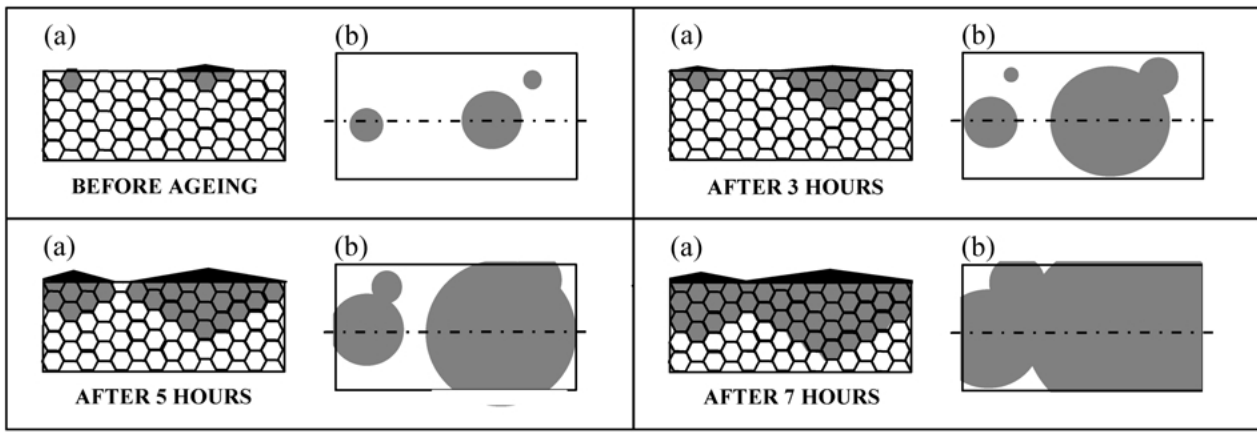 (a) (b)
BEFORE AGEING
(a) (b)
AFTER 3 HOURS
(a) (b)
AFTER 5 HOURS
(a) (b)
AFTER 7 HOURS